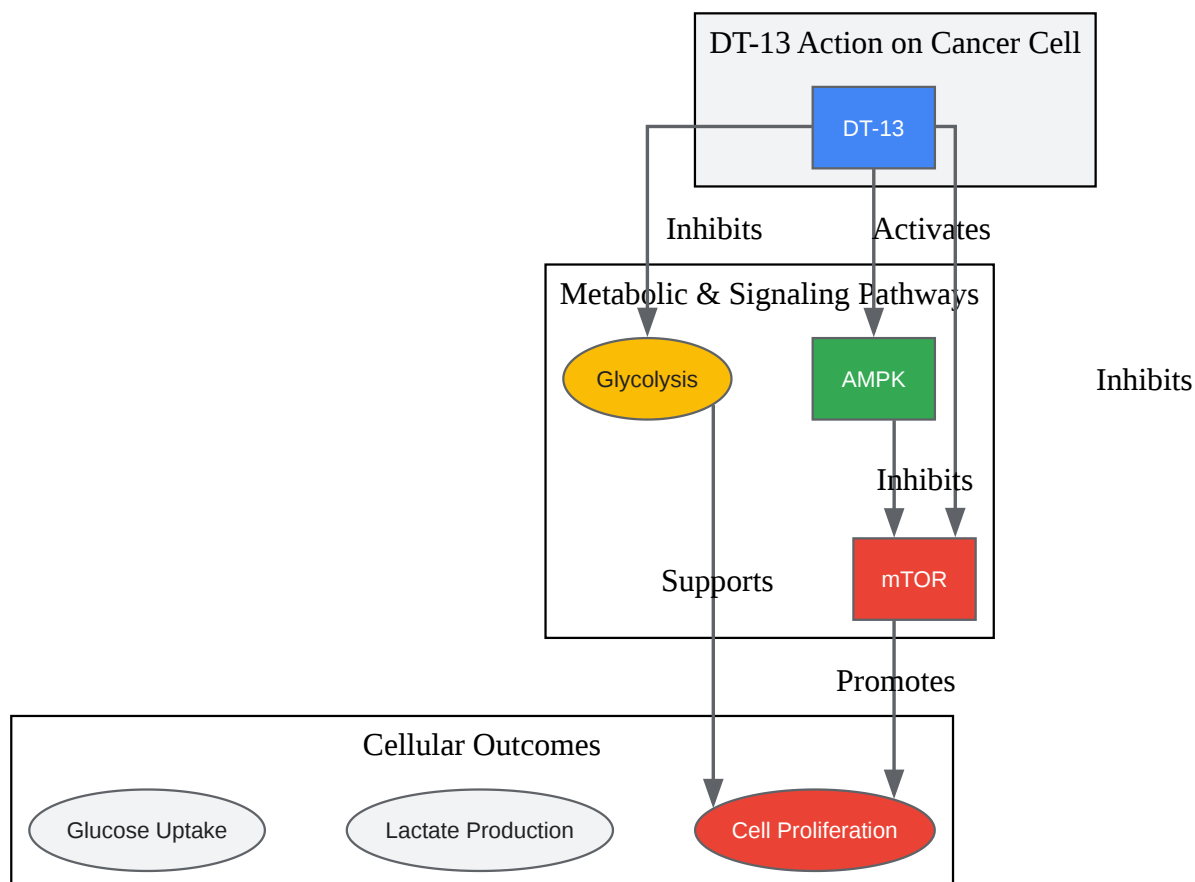 DT-13 Action on Cancer Cell
DT-13
Inhibits
Activates
Metabolic & Signaling Pathways
Glycolysis
AMPK
Inhibits
Inhibits
mTOR
Supports
Promotes
Cellular Outcomes
Glucose Uptake
Lactate Production
Cell Proliferation